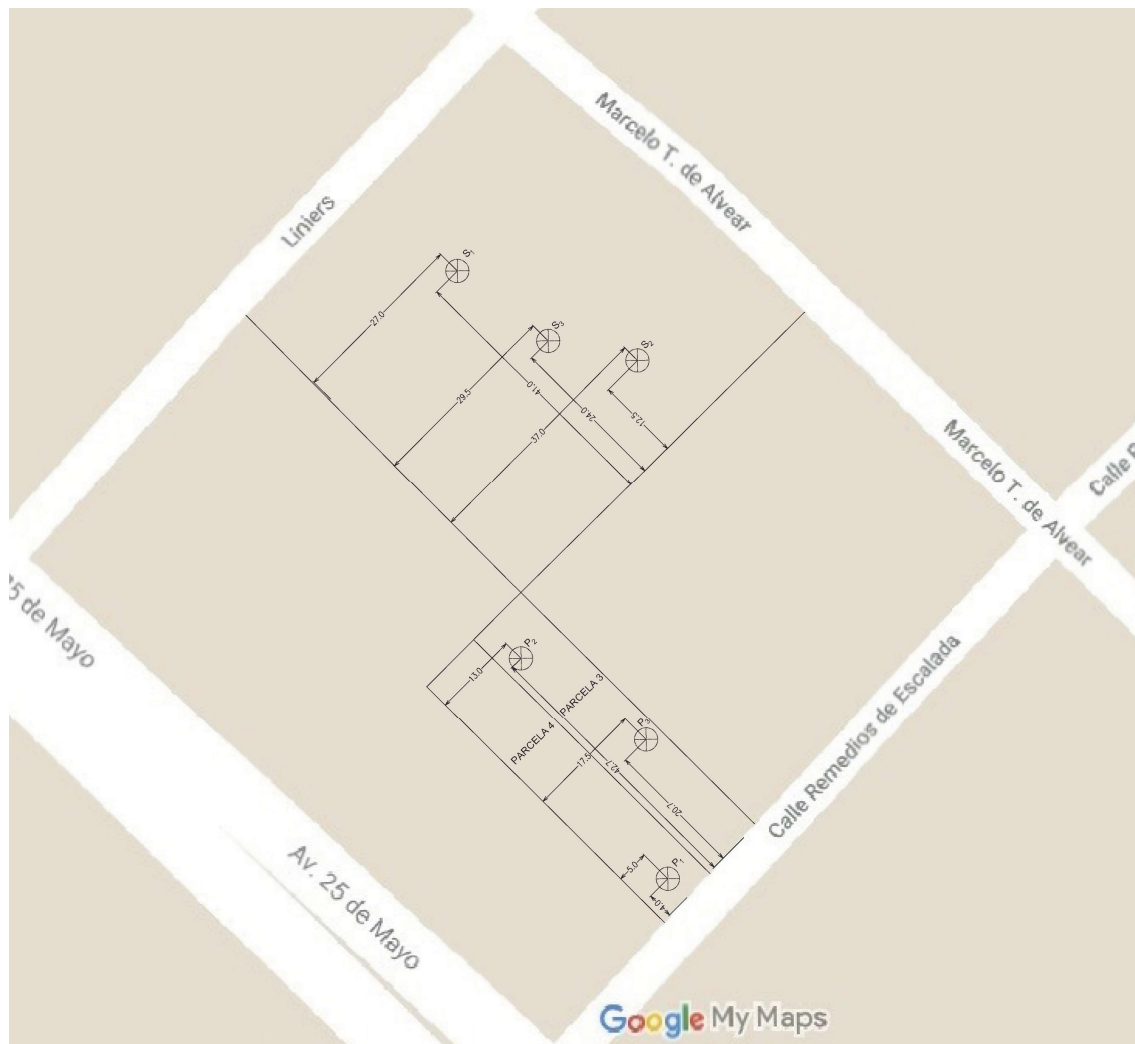 Marcelo T. de Alvear
Liniers
S1
27.0
S3
S2
29.5
41.0
24.0
12.5
37.0
Marcelo T. de Alvear
Calle
25 de Mayo
P2
13.0
PARCELA 3
PARCELA 4
P3
17.5
42.7
20.7
Calle Remedios de Escalada
5.0
P1
4.0
Av. 25 de Mayo
Google My Maps